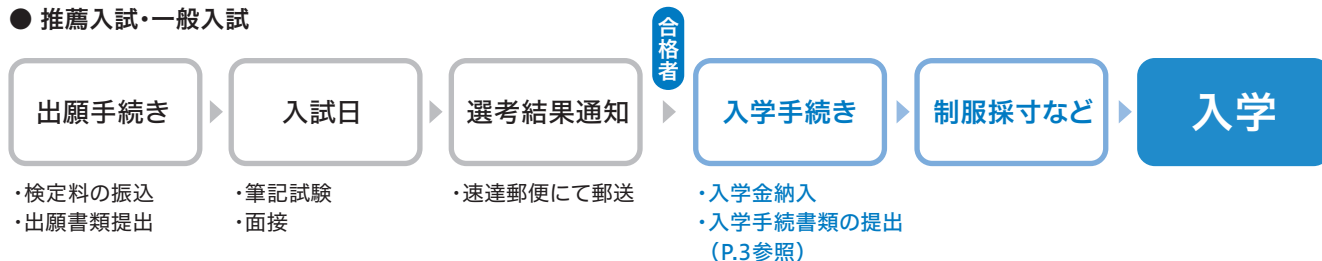 ● 推薦入試・一般入試
合格者
出願手続き
入試日
選考結果通知
入学手続き
制服採寸など
入学
・検定料の振込
・出願書類提出
・筆記試験
・面接
・速達郵便にて郵送
・入学金納入
・入学手続書類の提出
（P.3参照）